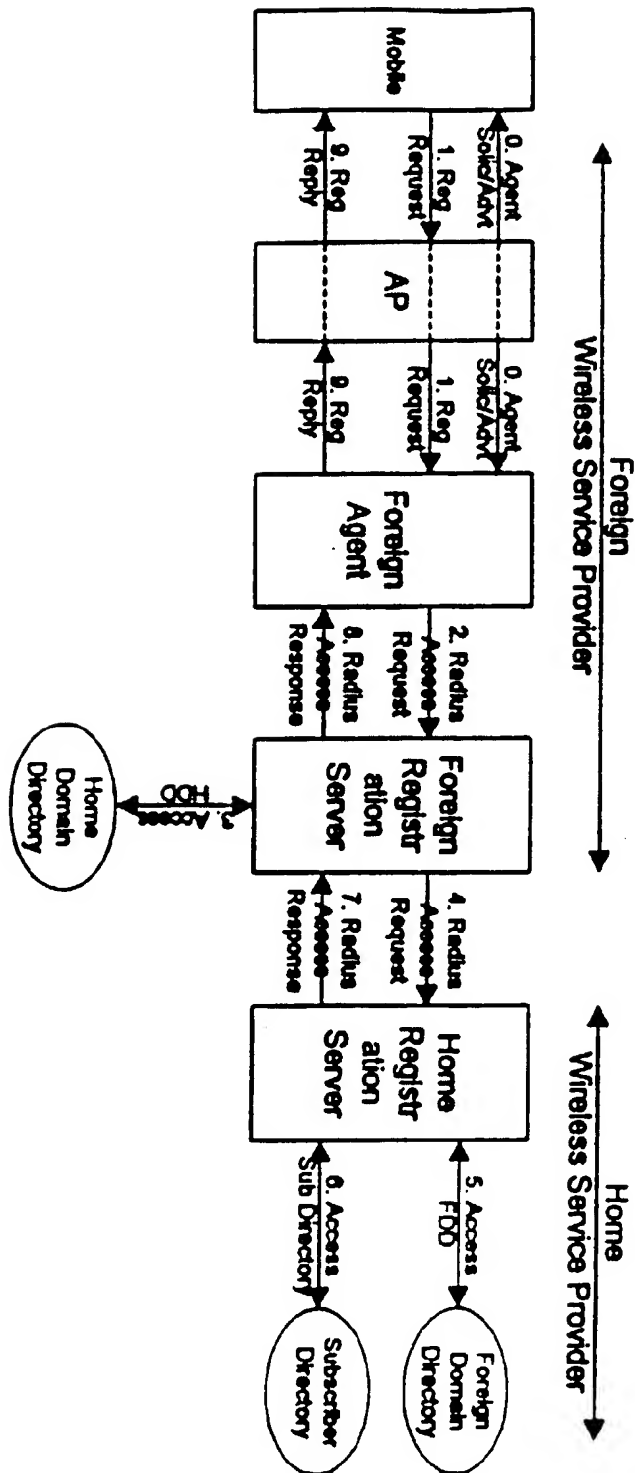 Foreign
Wireless Service Provider
Home
Wireless Service Provider
Mobile
0. Agent
Solic/Advt
1. Reg
Request
9. Reg
Reply
AP
0. Agent
Solic/Advt
1. Reg
Request
9. Reg
Reply
Foreign
Agent
2. Radius
Access
Request
8. Radius
Access
Response
Foreign
Registr
ation
Server
3.
Access
HDD
Home
Domain
Directory
4. Radius
Access
Request
7. Radius
Access
Response
Home
Registr
ation
Server
5. Access
FDD
6. Access
Sub Directory
Foreign
Domain
Directory
Subscriber
Directory